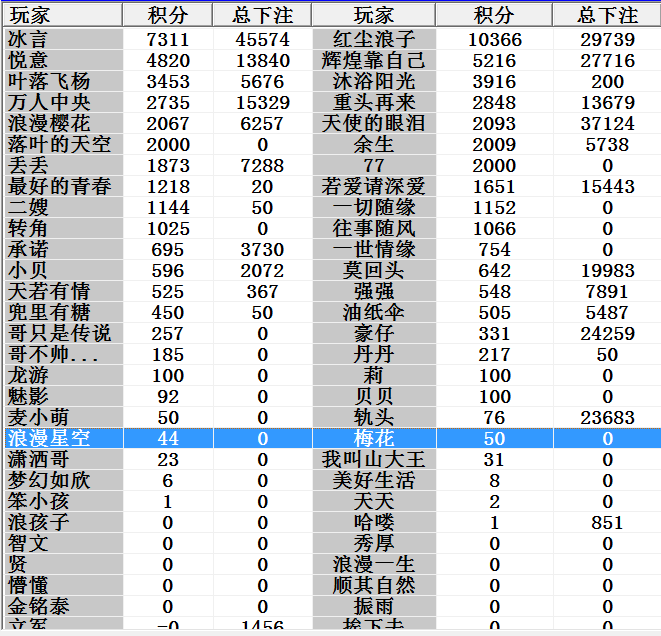 玩家 积分 总下注 玩家 积分 总下注
冰言 7311 45574 红尘浪子 10366 29739
悦意 4820 13840 辉煌靠自己 5216 27716
叶落飞杨 3453 5676 沐浴阳光 3916 200
万人中央 2735 15329 重头再来 2848 13679
浪漫樱花 2067 6257 天使的眼泪 2093 37124
落叶的天空 2000 0 余生 2009 5738
丢丢 1873 7288 77 2000 0
最好的青春 1218 20 若爱请深爱 1651 15443
二嫂 1144 50 一切随缘 1152 0
转角 1025 0 往事随风 1066 0
承诺 695 3730 一世情缘 754 0
小贝 596 2072 莫回头 642 19983
天若有情 525 367 强强 548 7891
兜里有糖 450 50 油纸伞 505 5487
哥只是传说 257 0 豪仔 331 24259
哥不帅... 185 0 丹丹 217 50
龙游 100 0 莉 100 0
魅影 92 0 贝贝 100 0
麦小萌 50 0 轨头 76 23683
浪漫星空 44 0 梅花 50 0
潇洒哥 23 0 我叫山大王 31 0
梦幻如欣 6 0 美好生活 8 0
笨小孩 1 0 天天 2 0
浪孩子 0 0 哈喽 1 851
智文 0 0 秀厚 0 0
贤 0 0 浪漫一生 0 0
懵懂 0 0 顺其自然 0 0
金铭泰 0 0 振雨 0 0
文军 -0 1456 挨下去 0 0